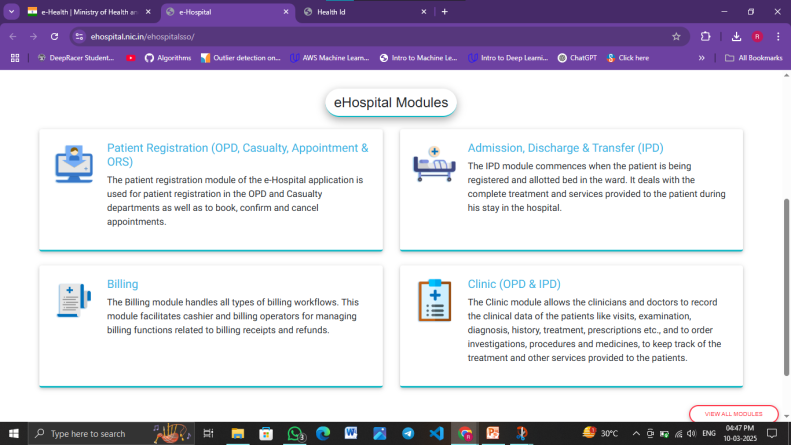 e-Health | Ministry of Health an
e-Hospital
Health Id
ehospital.nic.in/ehospitalsso/
DeepRacer Student...
Algorithms
Outlier detection on...
AWS Machine Learn...
Intro to Machine Le...
Intro to Deep Learni...
ChatGPT
Click here
All Bookmarks
eHospital Modules
Patient Registration (OPD, Casualty, Appointment &
ORS)
The patient registration module of the e-Hospital application is
used for patient registration in the OPD and Casualty
departments as well as to book, confirm and cancel
appointments.
Admission, Discharge & Transfer (IPD)
The IPD module commences when the patient is being
registered and allotted bed in the ward. It deals with the
complete treatment and services provided to the patient during
his stay in the hospital.
Billing
The Billing module handles all types of billing workflows. This
module facilitates cashier and billing operators for managing
billing functions related to billing receipts and refunds.
Clinic (OPD & IPD)
The Clinic module allows the clinicians and doctors to record
the clinical data of the patients like visits, examination,
diagnosis, history, treatment, prescriptions etc., and to order
investigations, procedures and medicines, to keep track of the
treatment and other services provided to the patients.
VIEW ALL MODULES
Type here to search
3
30°C
ENG
04:47 PM
10-03-2025